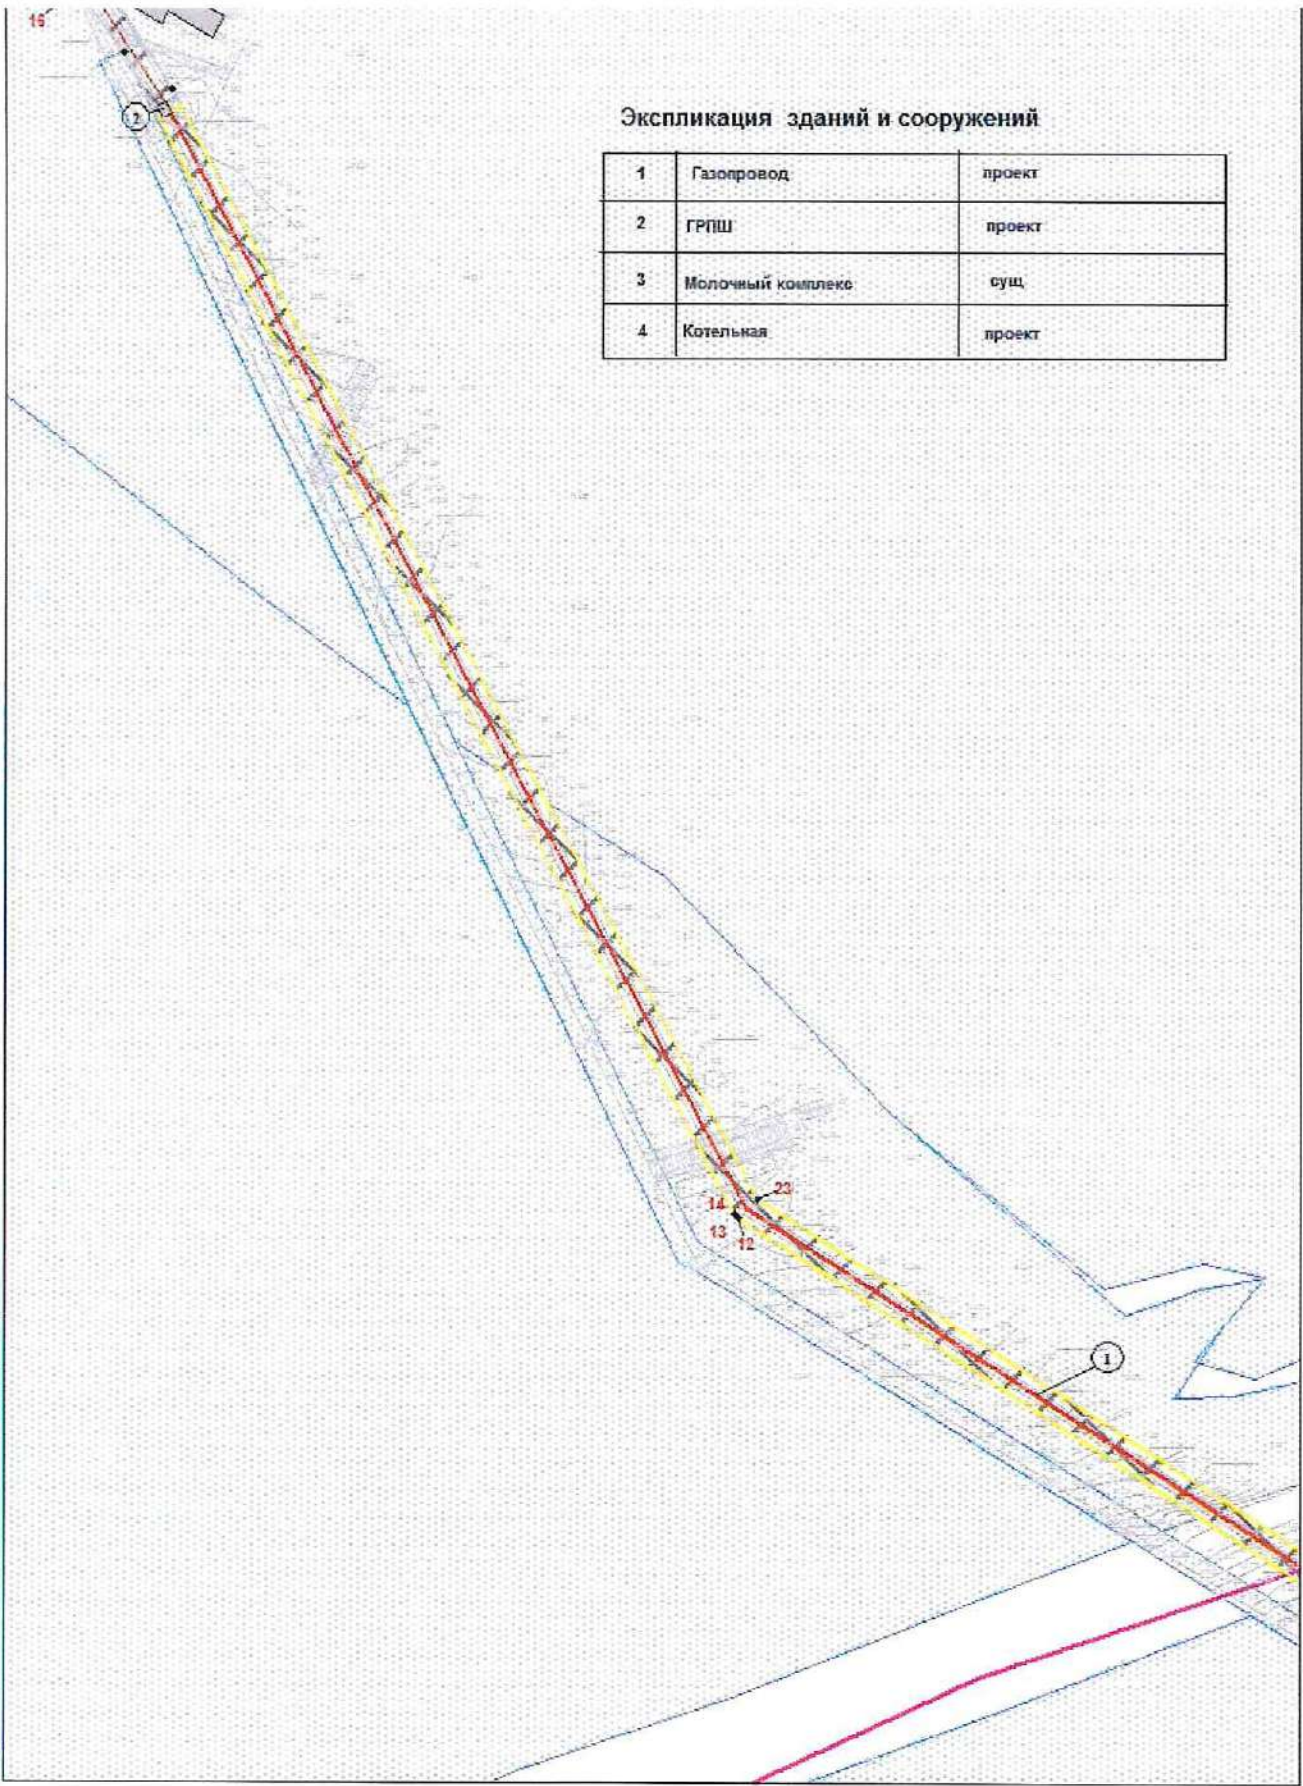 16
2
Экспликация зданий и сооружений
1 Газопровод проект
2 ГРПШ проект
3 Молочный комплекс сущ
4 Котельная проект
23
14
13
12
1